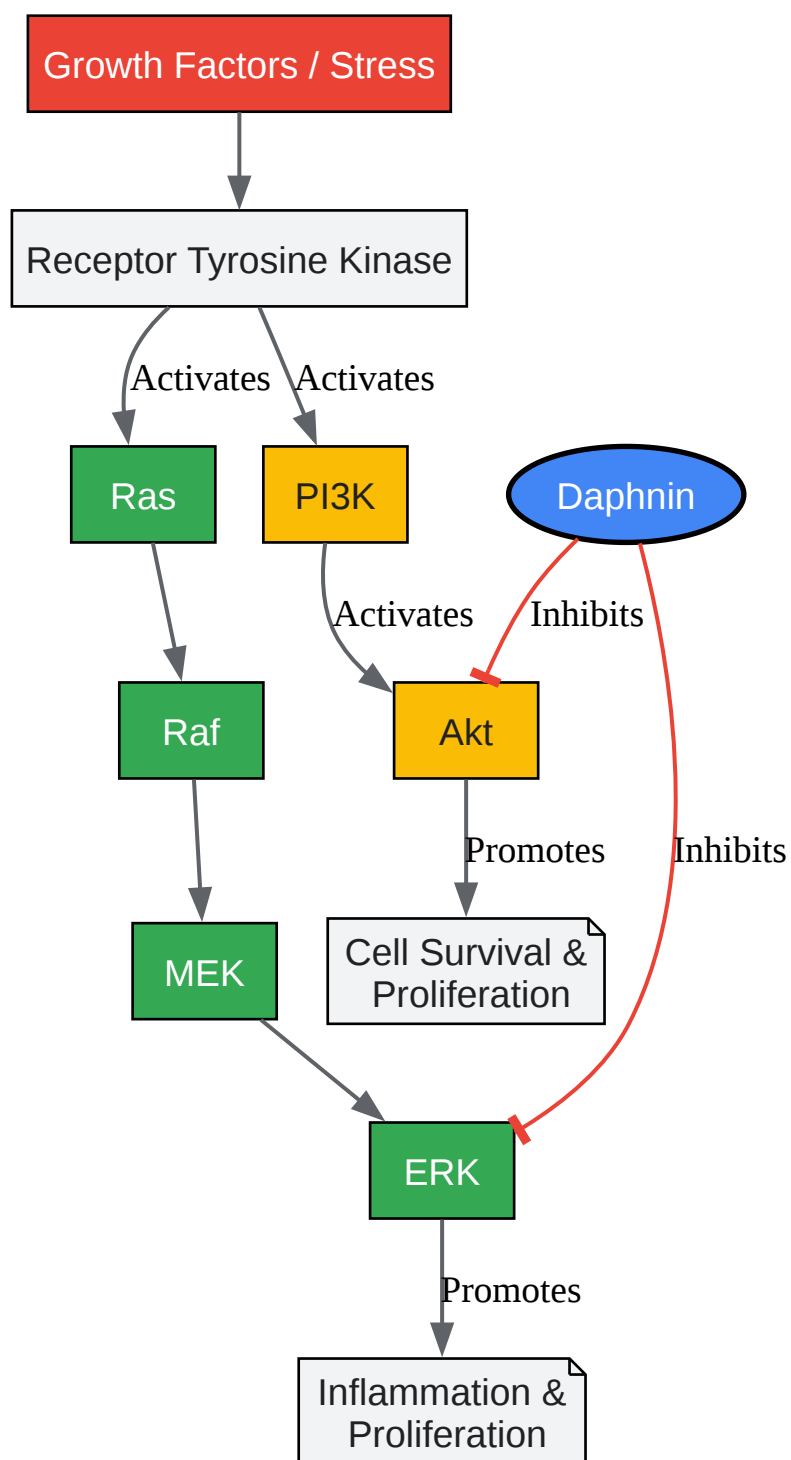 Growth Factors / Stress
Receptor Tyrosine Kinase
Activates
Activates
Ras
PI3K
Daphnin
Activates
Inhibits
Raf
Akt
Promotes
Inhibits
Cell Survival &
Proliferation
MEK
ERK
Promotes
Inflammation &
Proliferation